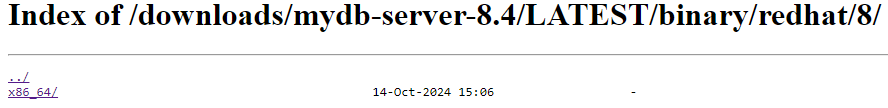 Index of /downloads/mydb-server-8.4/LATEST/binary/redhat/8/
../
x86_64/ 14-Oct-2024 15:06 -